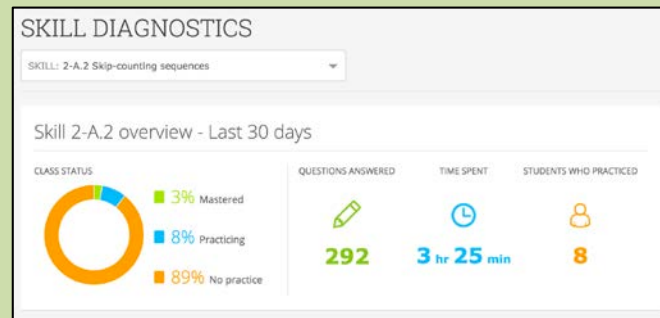 SKILL DIAGNOSTICS
SKILL: 2-A.2 Skip-counting sequences
Skill 2-A.2 overview - Last 30 days
CLASS STATUS
3% Mastered
8% Practicing
89% No practice
QUESTIONS ANSWERED
292
TIME SPENT
3 hr 25 min
STUDENTS WHO PRACTICED
8